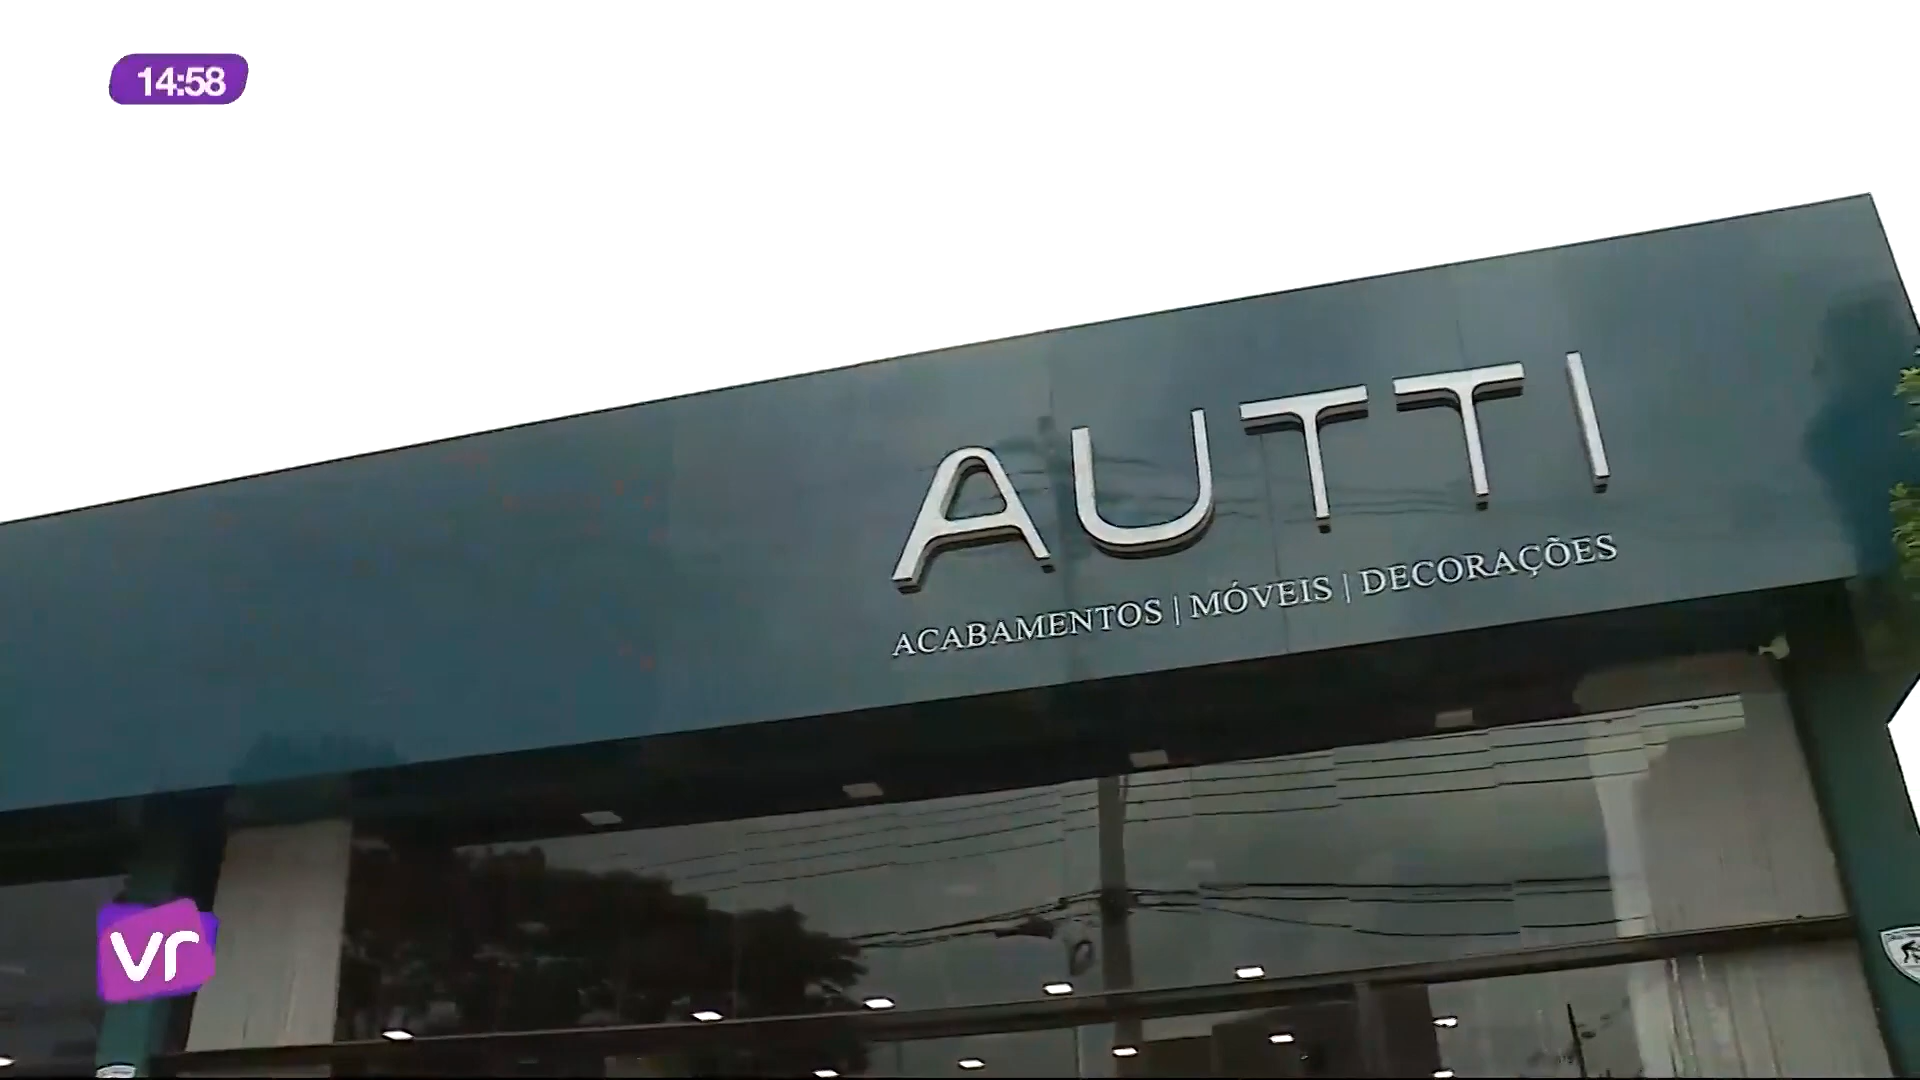 14:58
AUTTI
ACABAMENTOS | MÓVEIS | DECORAÇÕES
vr